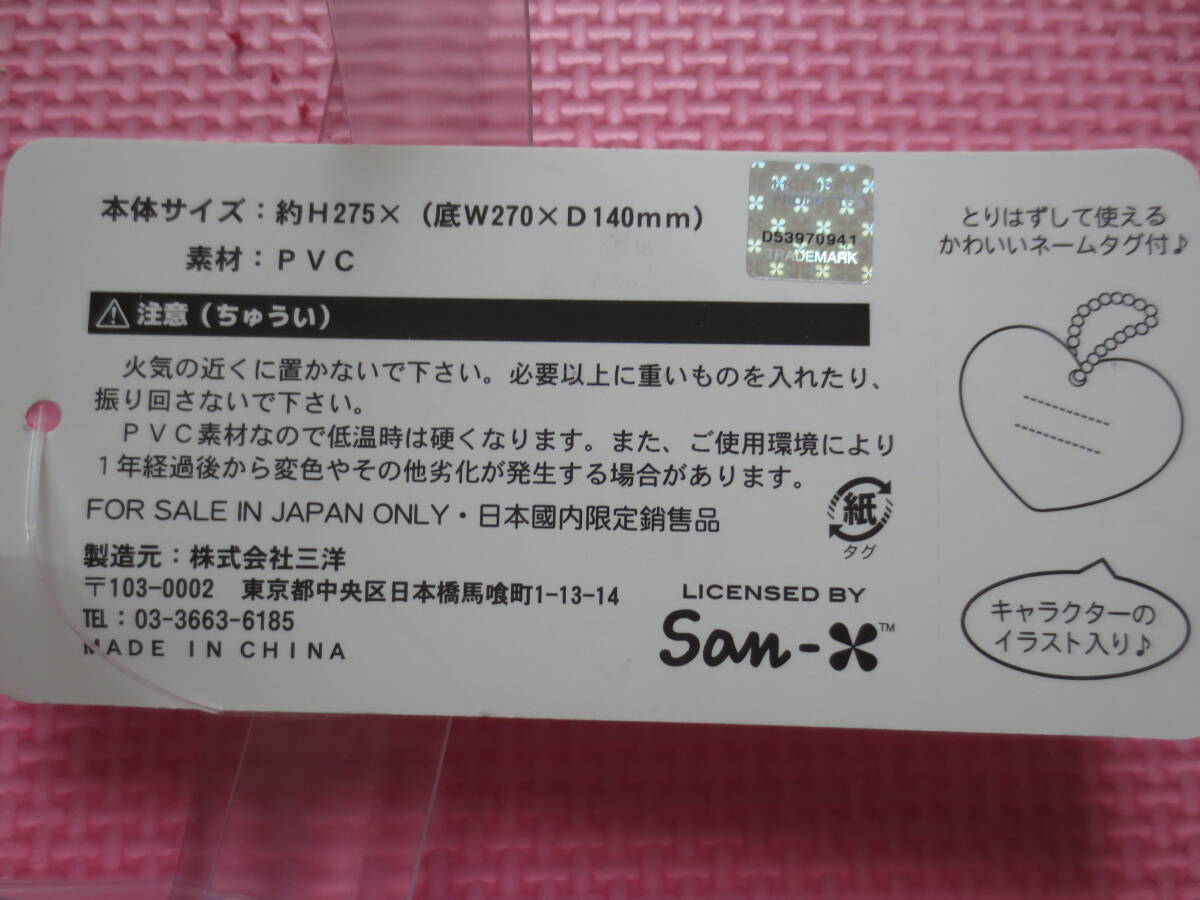 本体サイズ：約H275×（底W270×D140mm）
素材：PVC
LICENSED
PRODUCTS
D53970941
TRADEMARK
注意（ちゅうい）
火気の近くに置かないで下さい。必要以上に重いものを入れたり、
振り回さないで下さい。
PVC素材なので低温時は硬くなります。また、ご使用環境により
1年経過後から変色やその他劣化が発生する場合があります。
FOR SALE IN JAPAN ONLY・日本國内限定銷售品
紙
タグ
製造元：株式会社三洋
〒103-0002 東京都中央区日本橋馬喰町1-13-14
TEL：03-3663-6185
MADE IN CHINA
LICENSED BY
San-X™
とりはずして使える
かわいいネームタグ付♪
キャラクターの
イラスト入り♪